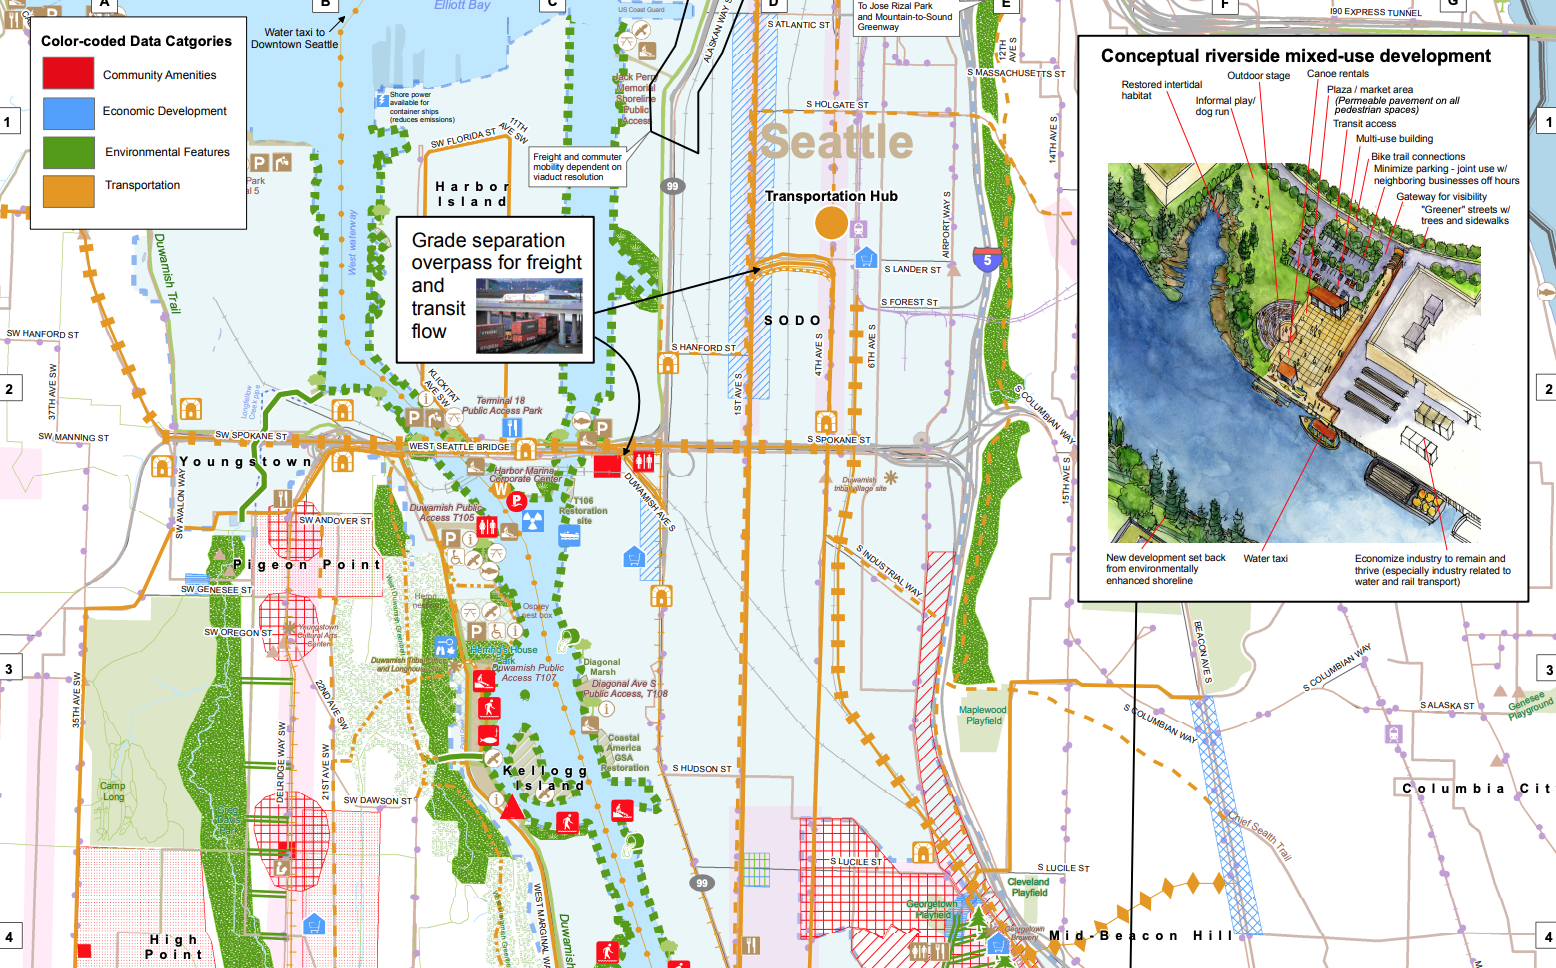 A
B
C
D
E
F
G
Elliott Bay
US Coast Guard
Water taxi to
Downtown Seattle
Color-coded Data Catgories
Community Amenities
Economic Development
Environmental Features
Transportation
To Jose Rizal Park
and Mountain-to-Sound
Greenway
S ATLANTIC ST
ALASKAN WAY S
12TH
AVE S
I90 EXPRESS TUNNEL
S MASSACHUSETTS ST
Jack Perry
Memorial
Shoreline
Public
Access
Shore power
available for
container ships
(reduces emissions)
S HOLGATE ST
1
1
SW FLORIDA ST
11TH
AVE SW
Freight and commuter
mobility dependent on
viaduct resolution
Seattle
14TH AVE S
99
Harbor
Island
Transportation Hub
AIRPORT WAY S
West waterway
Duwamish Trail
Grade separation
overpass for freight
and
transit
flow
5
S LANDER ST
S FOREST ST
SODO
SW HANFORD ST
S HANFORD ST
4TH AVE S
6TH AVE S
1ST AVE S
2
2
37TH AVE SW
Longfellow
Creek pipe
KLICKITAT
AVE SW
Terminal 18
Public Access Park
S COLUMBIAN WAY
SW MANNING ST
SW SPOKANE ST
WEST SEATTLE BRIDGE
S SPOKANE ST
Youngstown
SW AVALON WAY
Harbor Marina
Corporate Center
DUWAMISH AVE S
Duwamish
tribal village site
15TH AVE S
Duwamish Public
Access T105
T106
Restoration
site
SW ANDOVER ST
Pigeon Point
S INDUSTRIAL WAY
SW GENESEE ST
Osprey
nest box
SW OREGON ST
Youngstown
Cultural Arts
Center
Herring's House
Park
Duwamish Public
Access T107
Diagonal
Marsh
Diagonal Ave S
Public Access, T108
3
3
35TH AVE SW
22ND AVE SW
DELRIDGE WAY SW
21ST AVE SW
Coastal
America
GSA
Restoration
Kellogg
Island
S HUDSON ST
Camp
Long
SW DAWSON ST
Maplewood
Playfield
S COLUMBIAN WAY
BEACON AVE S
S COLUMBIAN WAY
S ALASKA ST
Genesee
Playground
Columbia Cit
Chief Sealth Trail
S LUCILE ST
S LUCILE ST
99
Cleveland
Playfield
Georgetown
Playfield
Georgetown
Brewery
Mid-Beacon Hill
WEST MARGINAL WA
Duwamish
4
4
High
Point
Conceptual riverside mixed-use development
Restored intertidal
habitat
Informal play/
dog run
Outdoor stage
Canoe rentals
Plaza / market area
(Permeable pavement on all
pedestrian spaces)
Transit access
Multi-use building
Bike trail connections
Minimize parking - joint use w/
neighboring businesses off hours
Gateway for visibility
"Greener" streets w/
trees and sidewalks
New development set back
from environmentally
enhanced shoreline
Water taxi
Economize industry to remain and
thrive (especially industry related to
water and rail transport)